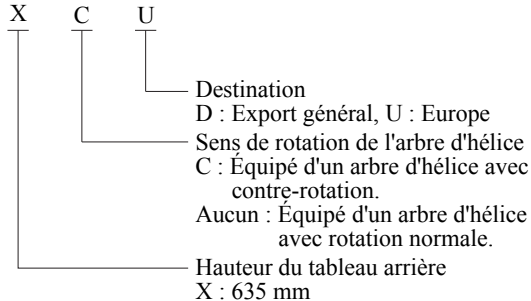 X C U
Destination
D : Export général, U : Europe
Sens de rotation de l'arbre d'hélice
C : Équipé d'un arbre d'hélice avec
contre-rotation.
Aucun : Équipé d'un arbre d'hélice
avec rotation normale.
Hauteur du tableau arrière
X : 635 mm